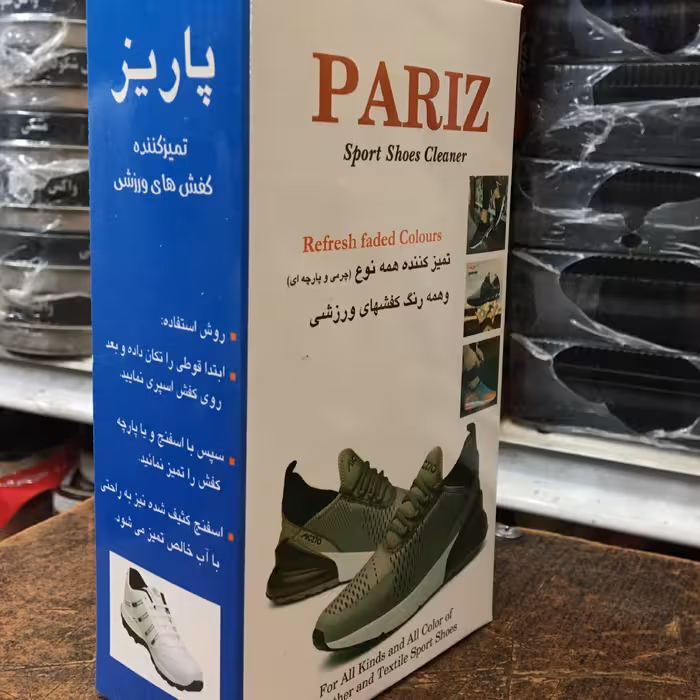 پاریز
تمیزکننده
کفش های ورزشی
روش استفاده:
ابتدا قوطی را تکان داده و بعد
روی کفش اسپری نمایید.
سپس با اسفنج و یا پارچه
کفش را تمیز نمائید.
اسفنج کثیف شده نیز به راحتی
با آب خالص تمیز می شود.
PARIZ
Sport Shoes Cleaner
Refresh faded Colours
تمیز کننده همه نوع (چرمی و پارچه ای)
وهمه رنگ کفشهای ورزشی
For All Kinds and All Color of
and Textile Sport Shoes